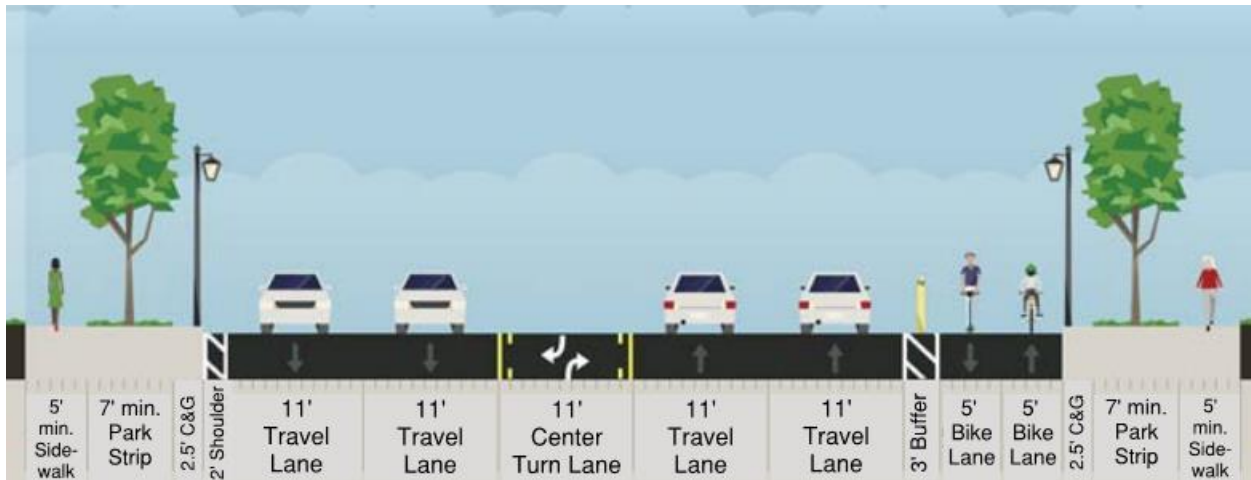 5'
min.
Side-
walk
7' min.
Park
Strip
2.5' C&G
2' Shoulder
11'
Travel
Lane
11'
Travel
Lane
11'
Center
Turn Lane
11'
Travel
Lane
11'
Travel
Lane
3' Buffer
5'
Bike
Lane
5'
Bike
Lane
2.5' C&G
7' min.
Park
Strip
5'
min.
Side-
walk